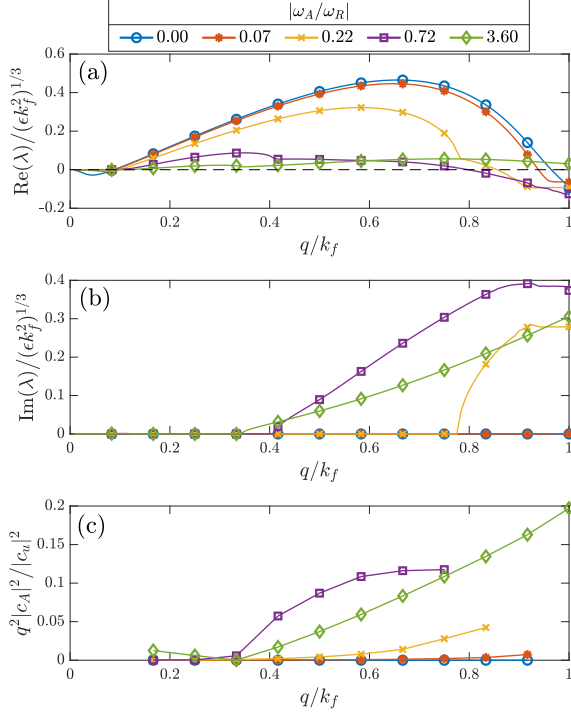 |ω_A/ω_R|
0.00 0.07 0.22 0.72 3.60
(a)
Re(λ)/(ϵk_f^2)^{1/3}
0.6
0.4
0.2
0
-0.2
0 0.2 0.4 0.6 0.8 1
q/k_f
(b)
Im(λ)/(ϵk_f^2)^{1/3}
0.4
0.3
0.2
0.1
0
0 0.2 0.4 0.6 0.8 1
q/k_f
(c)
q^2|c_A|^2/|c_u|^2
0.2
0.15
0.1
0.05
0
0 0.2 0.4 0.6 0.8 1
q/k_f